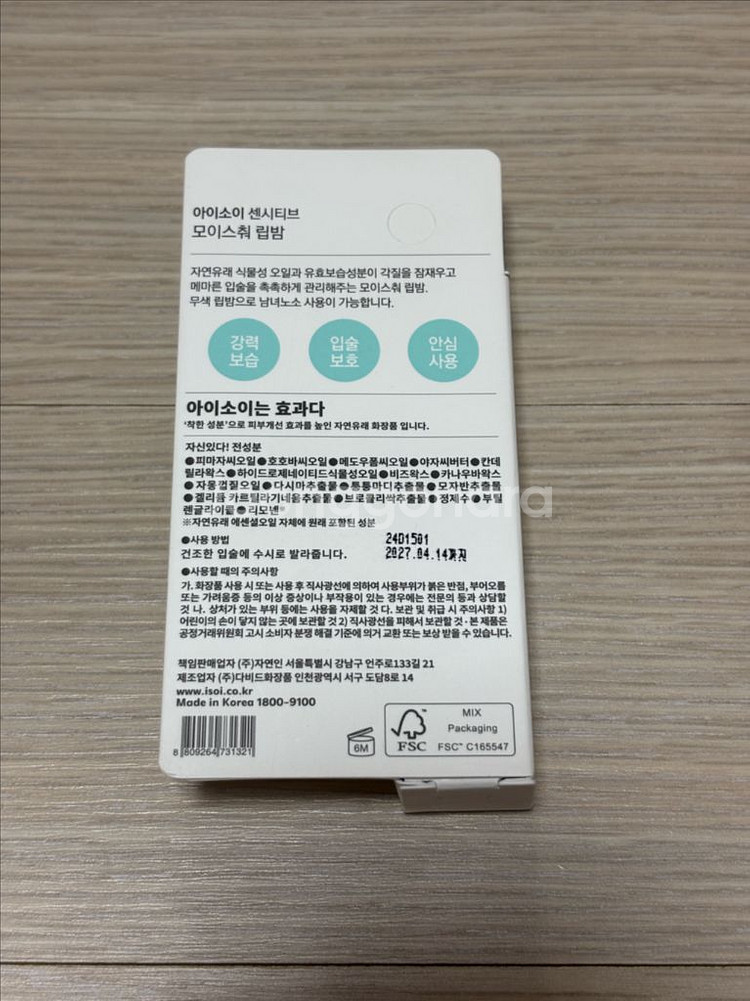 아이소이 센시티브
모이스춰 립밤
자연유래 식물성 오일과 유효보습성분이 각질을 잠재우고
메마른 입술을 촉촉하게 관리해주는 모이스춰 립밤.
무색 립밤으로 남녀노소 사용이 가능합니다.
강력
보습
입술
보호
안심
사용
아이소이는 효과다
'착한 성분'으로 피부개선 효과를 높인 자연유래 화장품 입니다.
자신있다! 전성분
●피마자씨오일●호호바씨오일●메도우폼씨오일●야자씨버터●칸데
릴라왁스●하이드로제네이티드식물성오일●비즈왁스●카나우바왁스
●자몽껍질오일●다시마추출물●통통마디추출물●모자반추출물
●겔리듐 카르틸라기네움추출물●브로콜리싹추출물●정제수●부틸
렌글라이콜●리모넨
※자연유래 에센셜오일 자체에 원래 포함된 성분
●사용 방법
건조한 입술에 수시로 발라줍니다.
24D1501
2027.04.14까지
●사용할 때의 주의사항
가. 화장품 사용 시 또는 사용 후 직사광선에 의하여 사용부위가 붉은 반점, 부어오름
또는 가려움증 등의 이상 증상이나 부작용이 있는 경우에는 전문의 등과 상담할
것 나. 상처가 있는 부위 등에는 사용을 자제할 것 다. 보관 및 취급 시 주의사항 1)
어린이의 손이 닿지 않는 곳에 보관할 것 2) 직사광선을 피해서 보관할 것 · 본 제품은
공정거래위원회 고시 소비자 분쟁 해결 기준에 의거 교환 또는 보상 받을 수 있습니다.
책임판매업자 (주)자연인 서울특별시 강남구 언주로133길 21
제조업자 (주)다비드화장품 인천광역시 서구 도담8로 14
www.isoi.co.kr
Made in Korea 1800-9100
8 809264 731321
6M
FSC
MIX
Packaging
FSC™ C165547